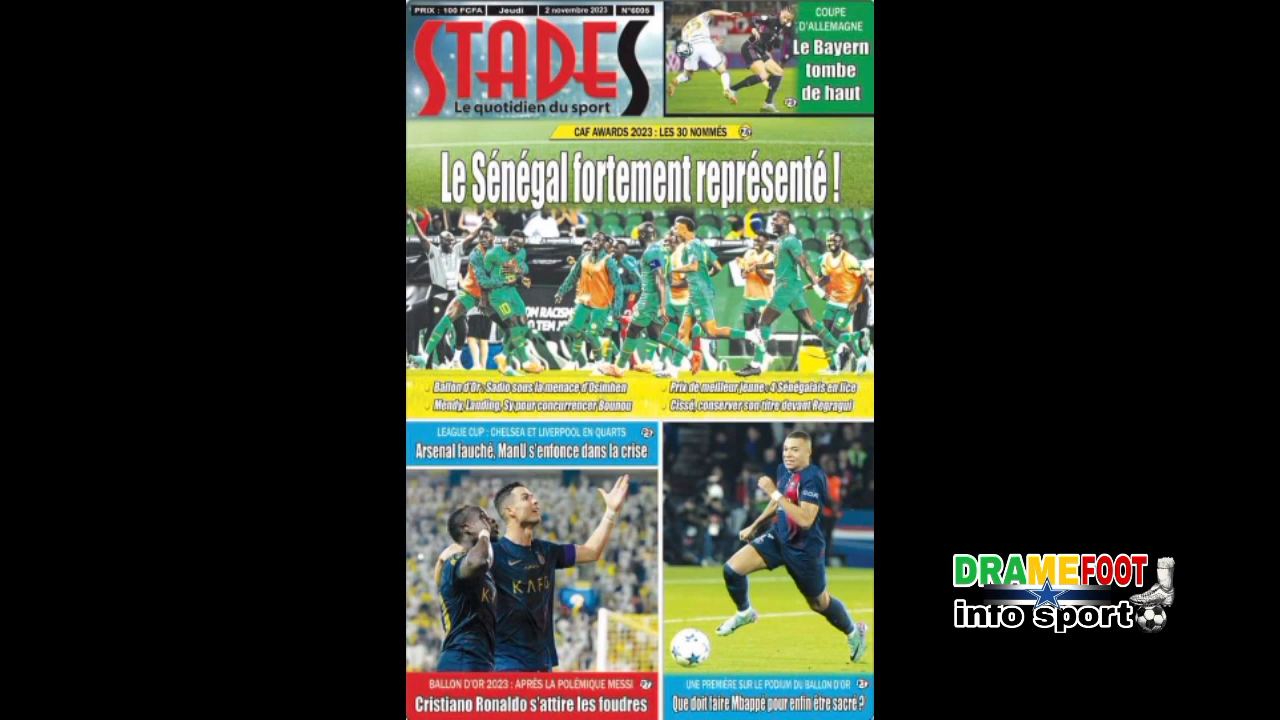 PRIX : 100 FCFA Jeudi 2 novembre 2023 N°6005
STADES
Le quotidien du sport
COUPE
D'ALLEMAGNE
Le Bayern
tombe
de haut
CAF AWARDS 2023 : LES 30 NOMMÉS
Le Sénégal fortement représenté !
10
Ballon d'Or : Sadio sous la menace d'Osimhen
Mendy, Landing, Sy pour concurrencer Bounou
Prix de meilleur jeune : 4 Sénégalais en lice
Cissé, conserver son titre devant Regragui
LEAGUE CUP : CHELSEA ET LIVERPOOL EN QUARTS
Arsenal fauché, ManU s'enfonce dans la crise
KAFD
BALLON D'OR 2023 : APRÈS LA POLÉMIQUE MESSI
Cristiano Ronaldo s'attire les foudres
UNE PREMIÈRE SUR LE PODIUM DU BALLON D'OR
Que doit faire Mbappé pour enfin être sacré ?
DRAMEFOOT
info sport